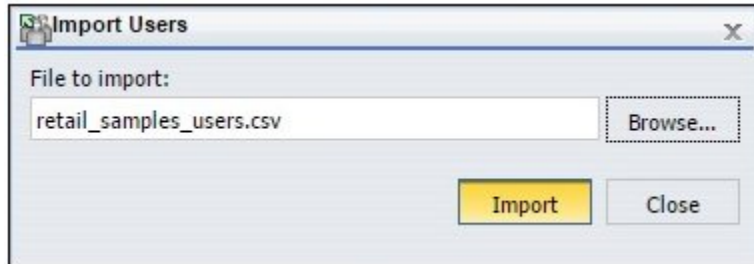 Import Users
File to import:
retail_samples_users.csv Browse...
Import Close